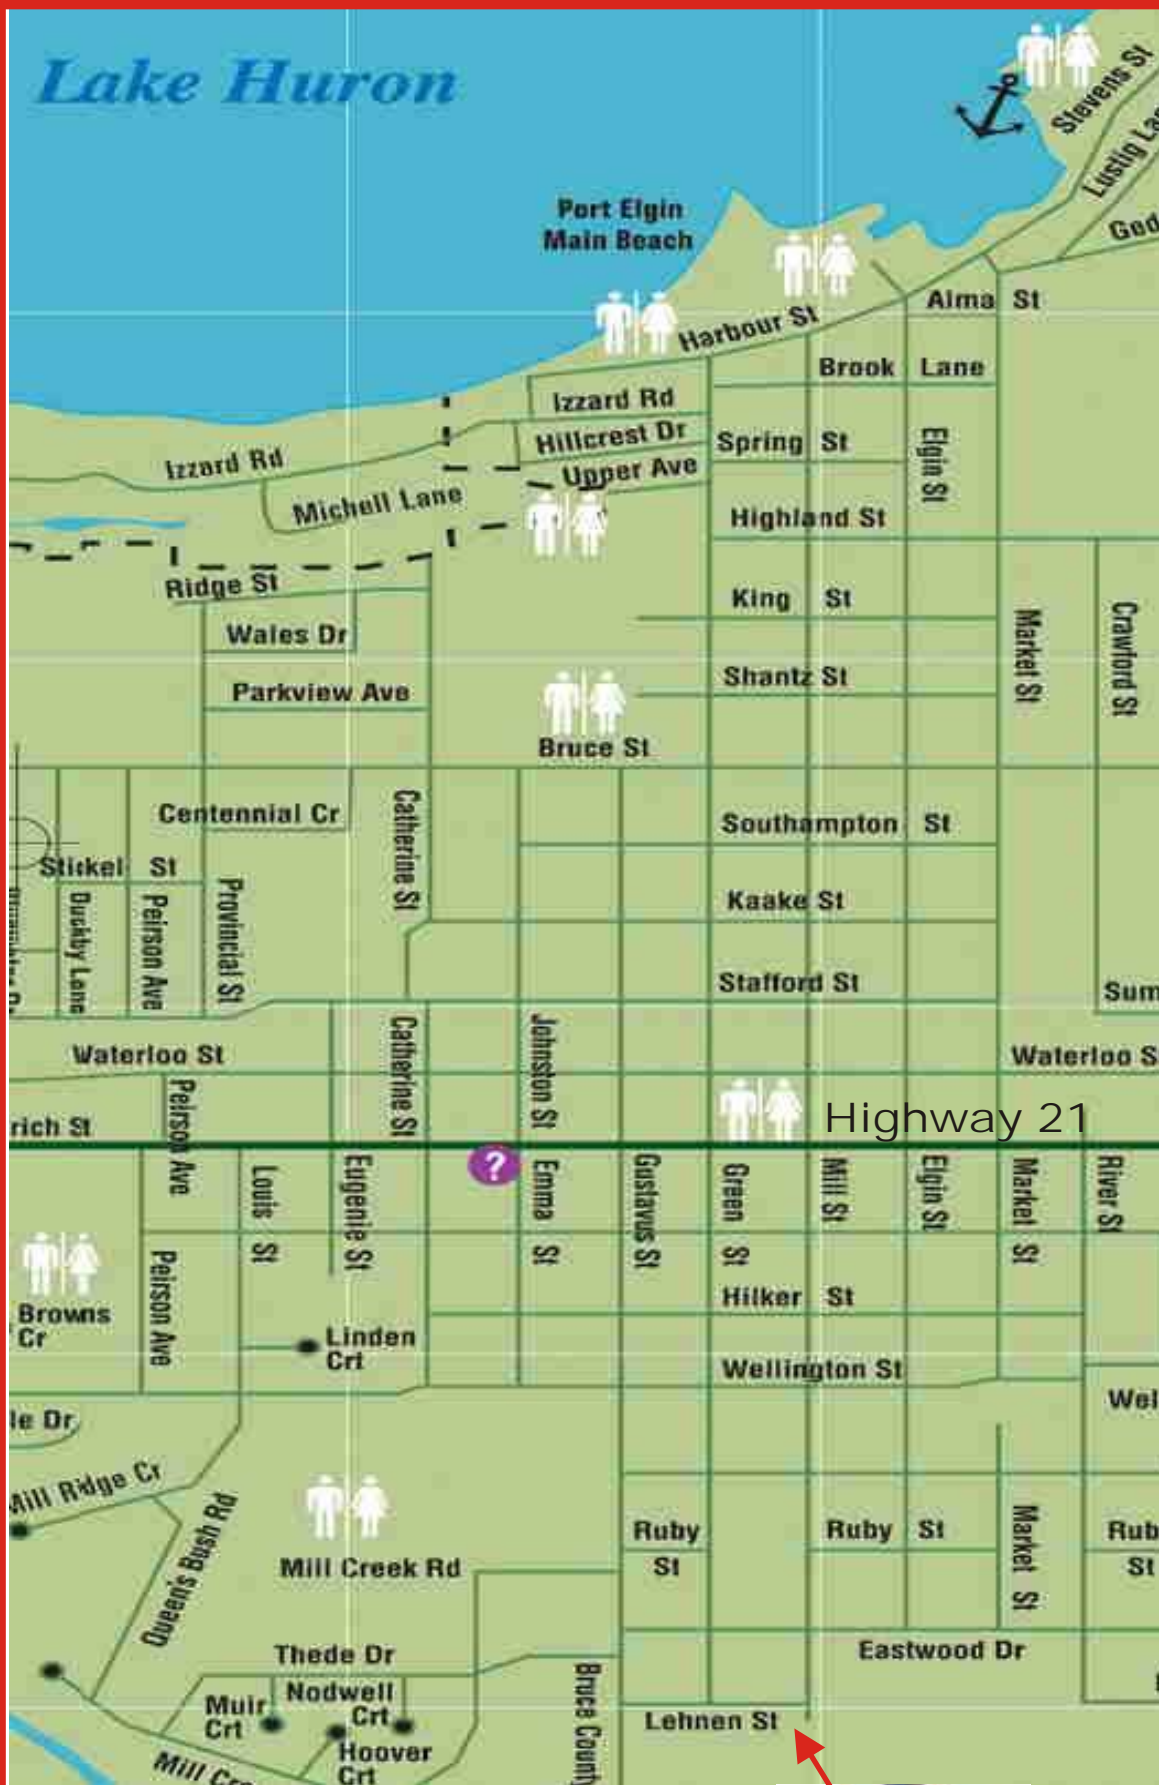 Lake Huron
Stevens St
Port Elgin
Main Beach
Harbour St
Alma St
Brook Lane
Izzard Rd
Hillcrest Dr
Spring St
Elgin St
Upper Ave
Izzard Rd
Michell Lane
Highland St
Ridge St
King St
Wales Dr
Market St
Crawford St
Shantz St
Parkview Ave
Bruce St
Centennial Cr
Catherine St
Southampton St
Stickel St
Kaake St
Duckby Lane
Peirson Ave
Provincial St
Stafford St
Sum
Waterloo St
Catherine St
Johnston St
Waterloo S
rich St
Peirson Ave
Highway 21
?
Louis St
Eugenie St
Emma St
Gustavus St
Green St
Mill St
Elgin St
Market St
River St
Peirson Ave
Browns
Cr
Hilker St
Linden
Crt
Wellington St
le Dr
Wel
Mill Ridge Cr
Queen's Bush Rd
Ruby
St
Ruby St
Market St
Rub
St
Mill Creek Rd
Thede Dr
Eastwood Dr
Muir
Crt
Nodwell
Crt
Bruce County
Lehnen St
Hoover
Crt
Mill Cre